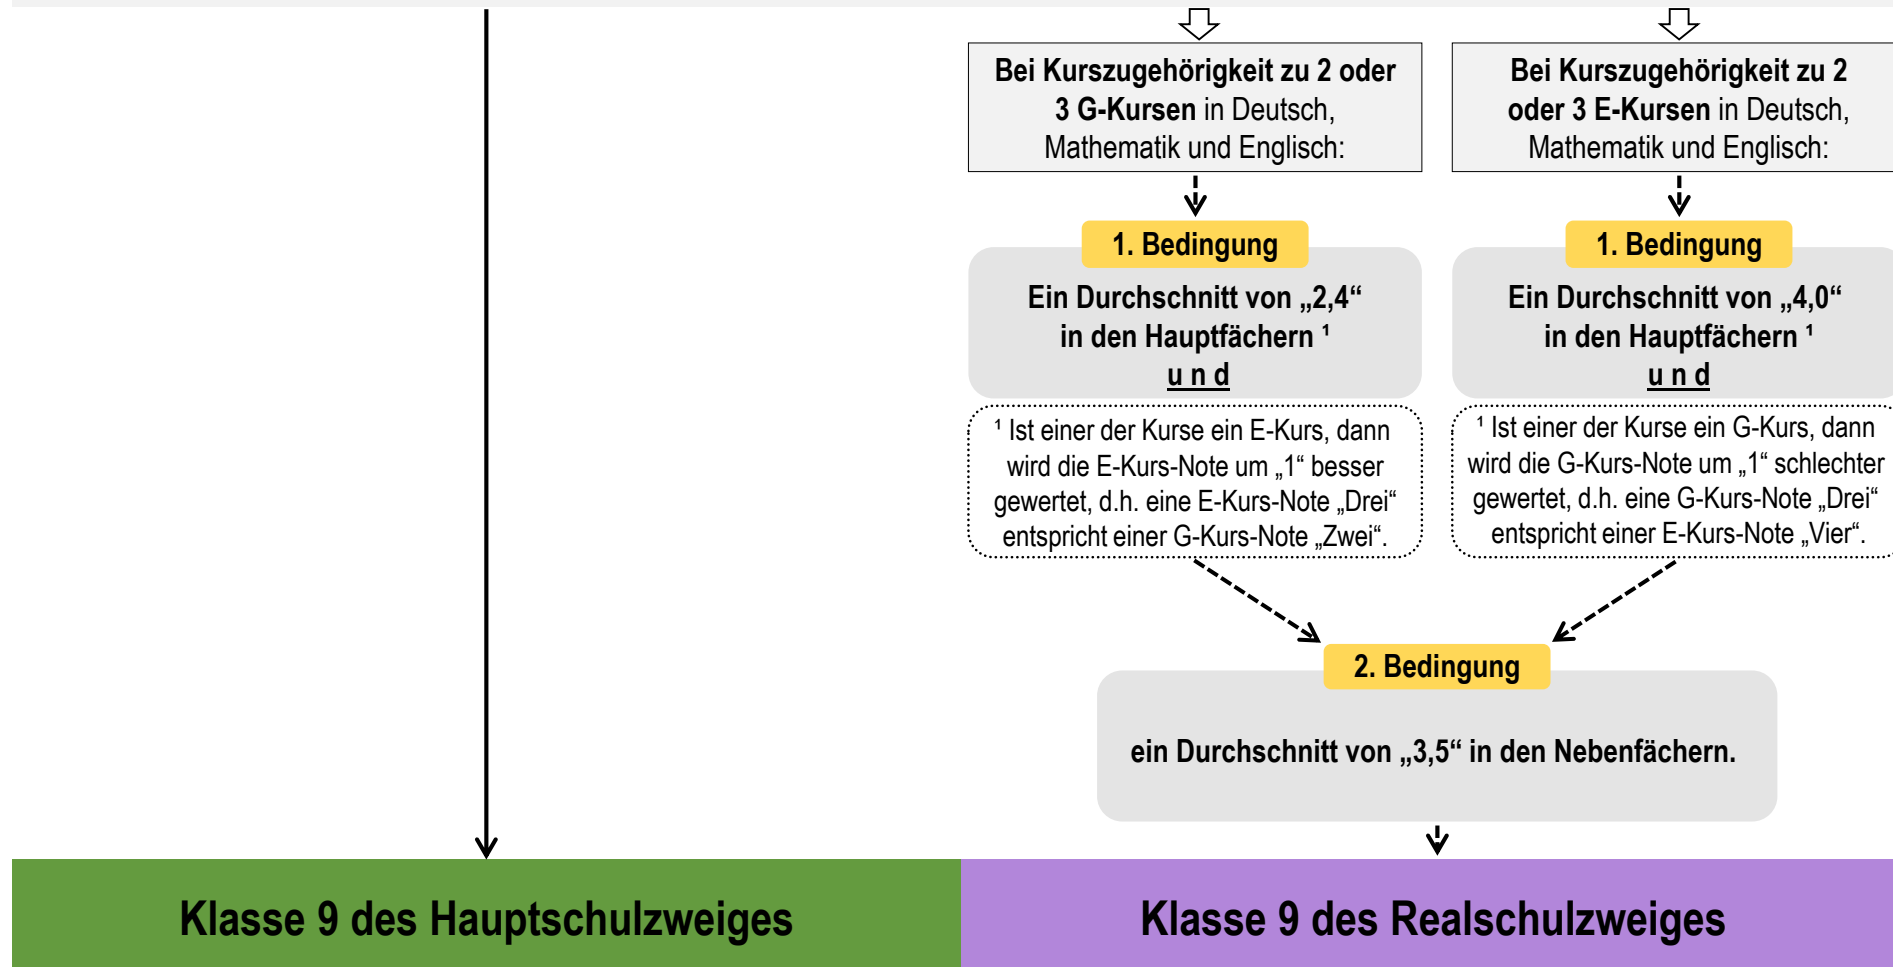 Bei Kurszugehörigkeit zu 2 oder
3 G-Kursen in Deutsch,
Mathematik und Englisch:
Bei Kurszugehörigkeit zu 2
oder 3 E-Kursen in Deutsch,
Mathematik und Englisch:
1. Bedingung
Ein Durchschnitt von „2,4“
in den Hauptfächern ¹
u n d
1. Bedingung
Ein Durchschnitt von „4,0“
in den Hauptfächern ¹
u n d
¹ Ist einer der Kurse ein E-Kurs, dann
wird die E-Kurs-Note um „1“ besser
gewertet, d.h. eine E-Kurs-Note „Drei“
entspricht einer G-Kurs-Note „Zwei“.
¹ Ist einer der Kurse ein G-Kurs, dann
wird die G-Kurs-Note um „1“ schlechter
gewertet, d.h. eine G-Kurs-Note „Drei“
entspricht einer E-Kurs-Note „Vier“.
2. Bedingung
ein Durchschnitt von „3,5“ in den Nebenfächern.
Klasse 9 des Hauptschulzweiges
Klasse 9 des Realschulzweiges